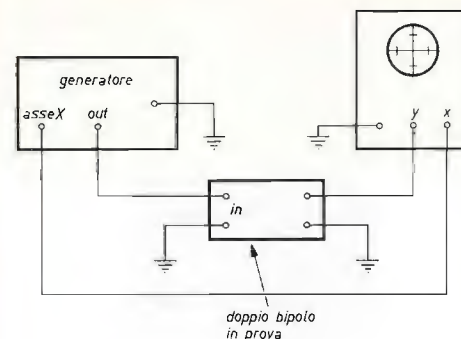 generatore
asseX out
y x
in
doppio bipolo
in prova